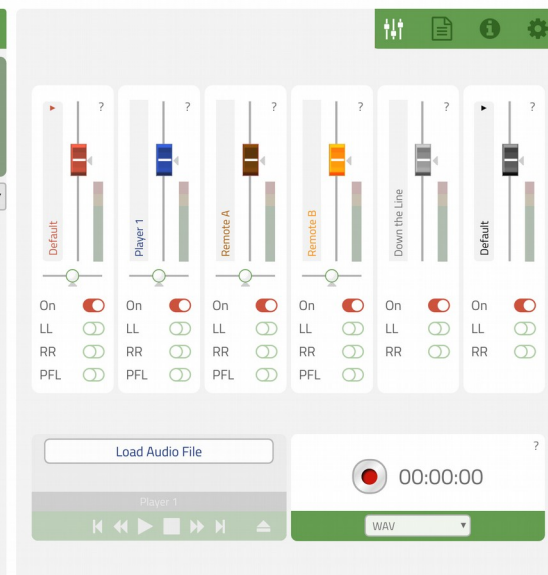 ?
?
?
?
?
?
Default
Player 1
Remote A
Remote B
Down the Line
Default
On
On
On
On
On
On
LL
LL
LL
LL
LL
LL
RR
RR
RR
RR
RR
RR
PFL
PFL
PFL
PFL
Load Audio File
Player 1
?
00:00:00
WAV